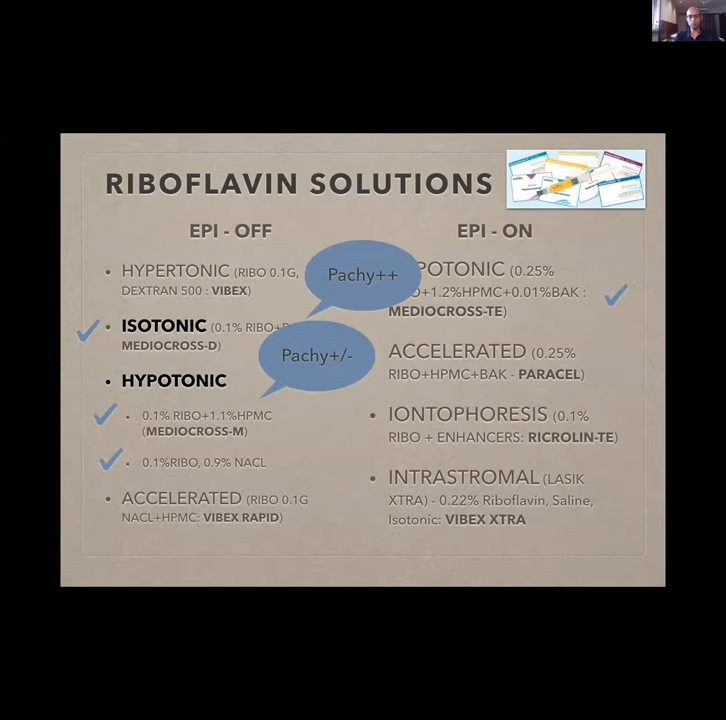 RIBOFLAVIN SOLUTIONS
EPI - OFF
• HYPERTONIC (RIBO 0.1G,
DEXTRAN 500 : VIBEX)
• ISOTONIC (0.1% RIBO+
MEDIOCROSS-D)
• HYPOTONIC
• 0.1% RIBO+1.1%HPMC
(MEDIOCROSS-M)
• 0.1%RIBO, 0.9% NACL
• ACCELERATED (RIBO 0.1G
NACL+HPMC: VIBEX RAPID)
Pachy++
Pachy+/-
EPI - ON
POTONIC (0.25%
O+1.2%HPMC+0.01%BAK :
MEDIOCROSS-TE)
ACCELERATED (0.25%
RIBO+HPMC+BAK - PARACEL)
• IONTOPHORESIS (0.1%
RIBO + ENHANCERS: RICROLIN-TE)
• INTRASTROMAL (LASIK
XTRA) - 0.22% Riboflavin, Saline,
Isotonic: VIBEX XTRA